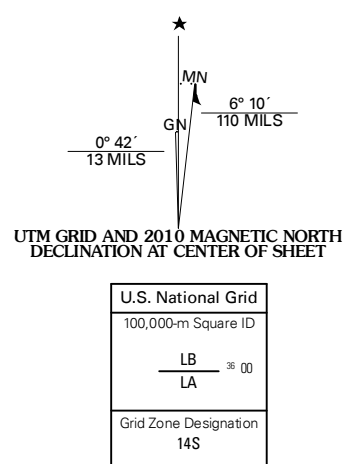 ★
MN
6° 10´
110 MILS
GN
0° 42´
13 MILS
UTM GRID AND 2010 MAGNETIC NORTH
DECLINATION AT CENTER OF SHEET
U.S. National Grid
100,000-m Square ID
LB
36 00
LA
Grid Zone Designation
14S